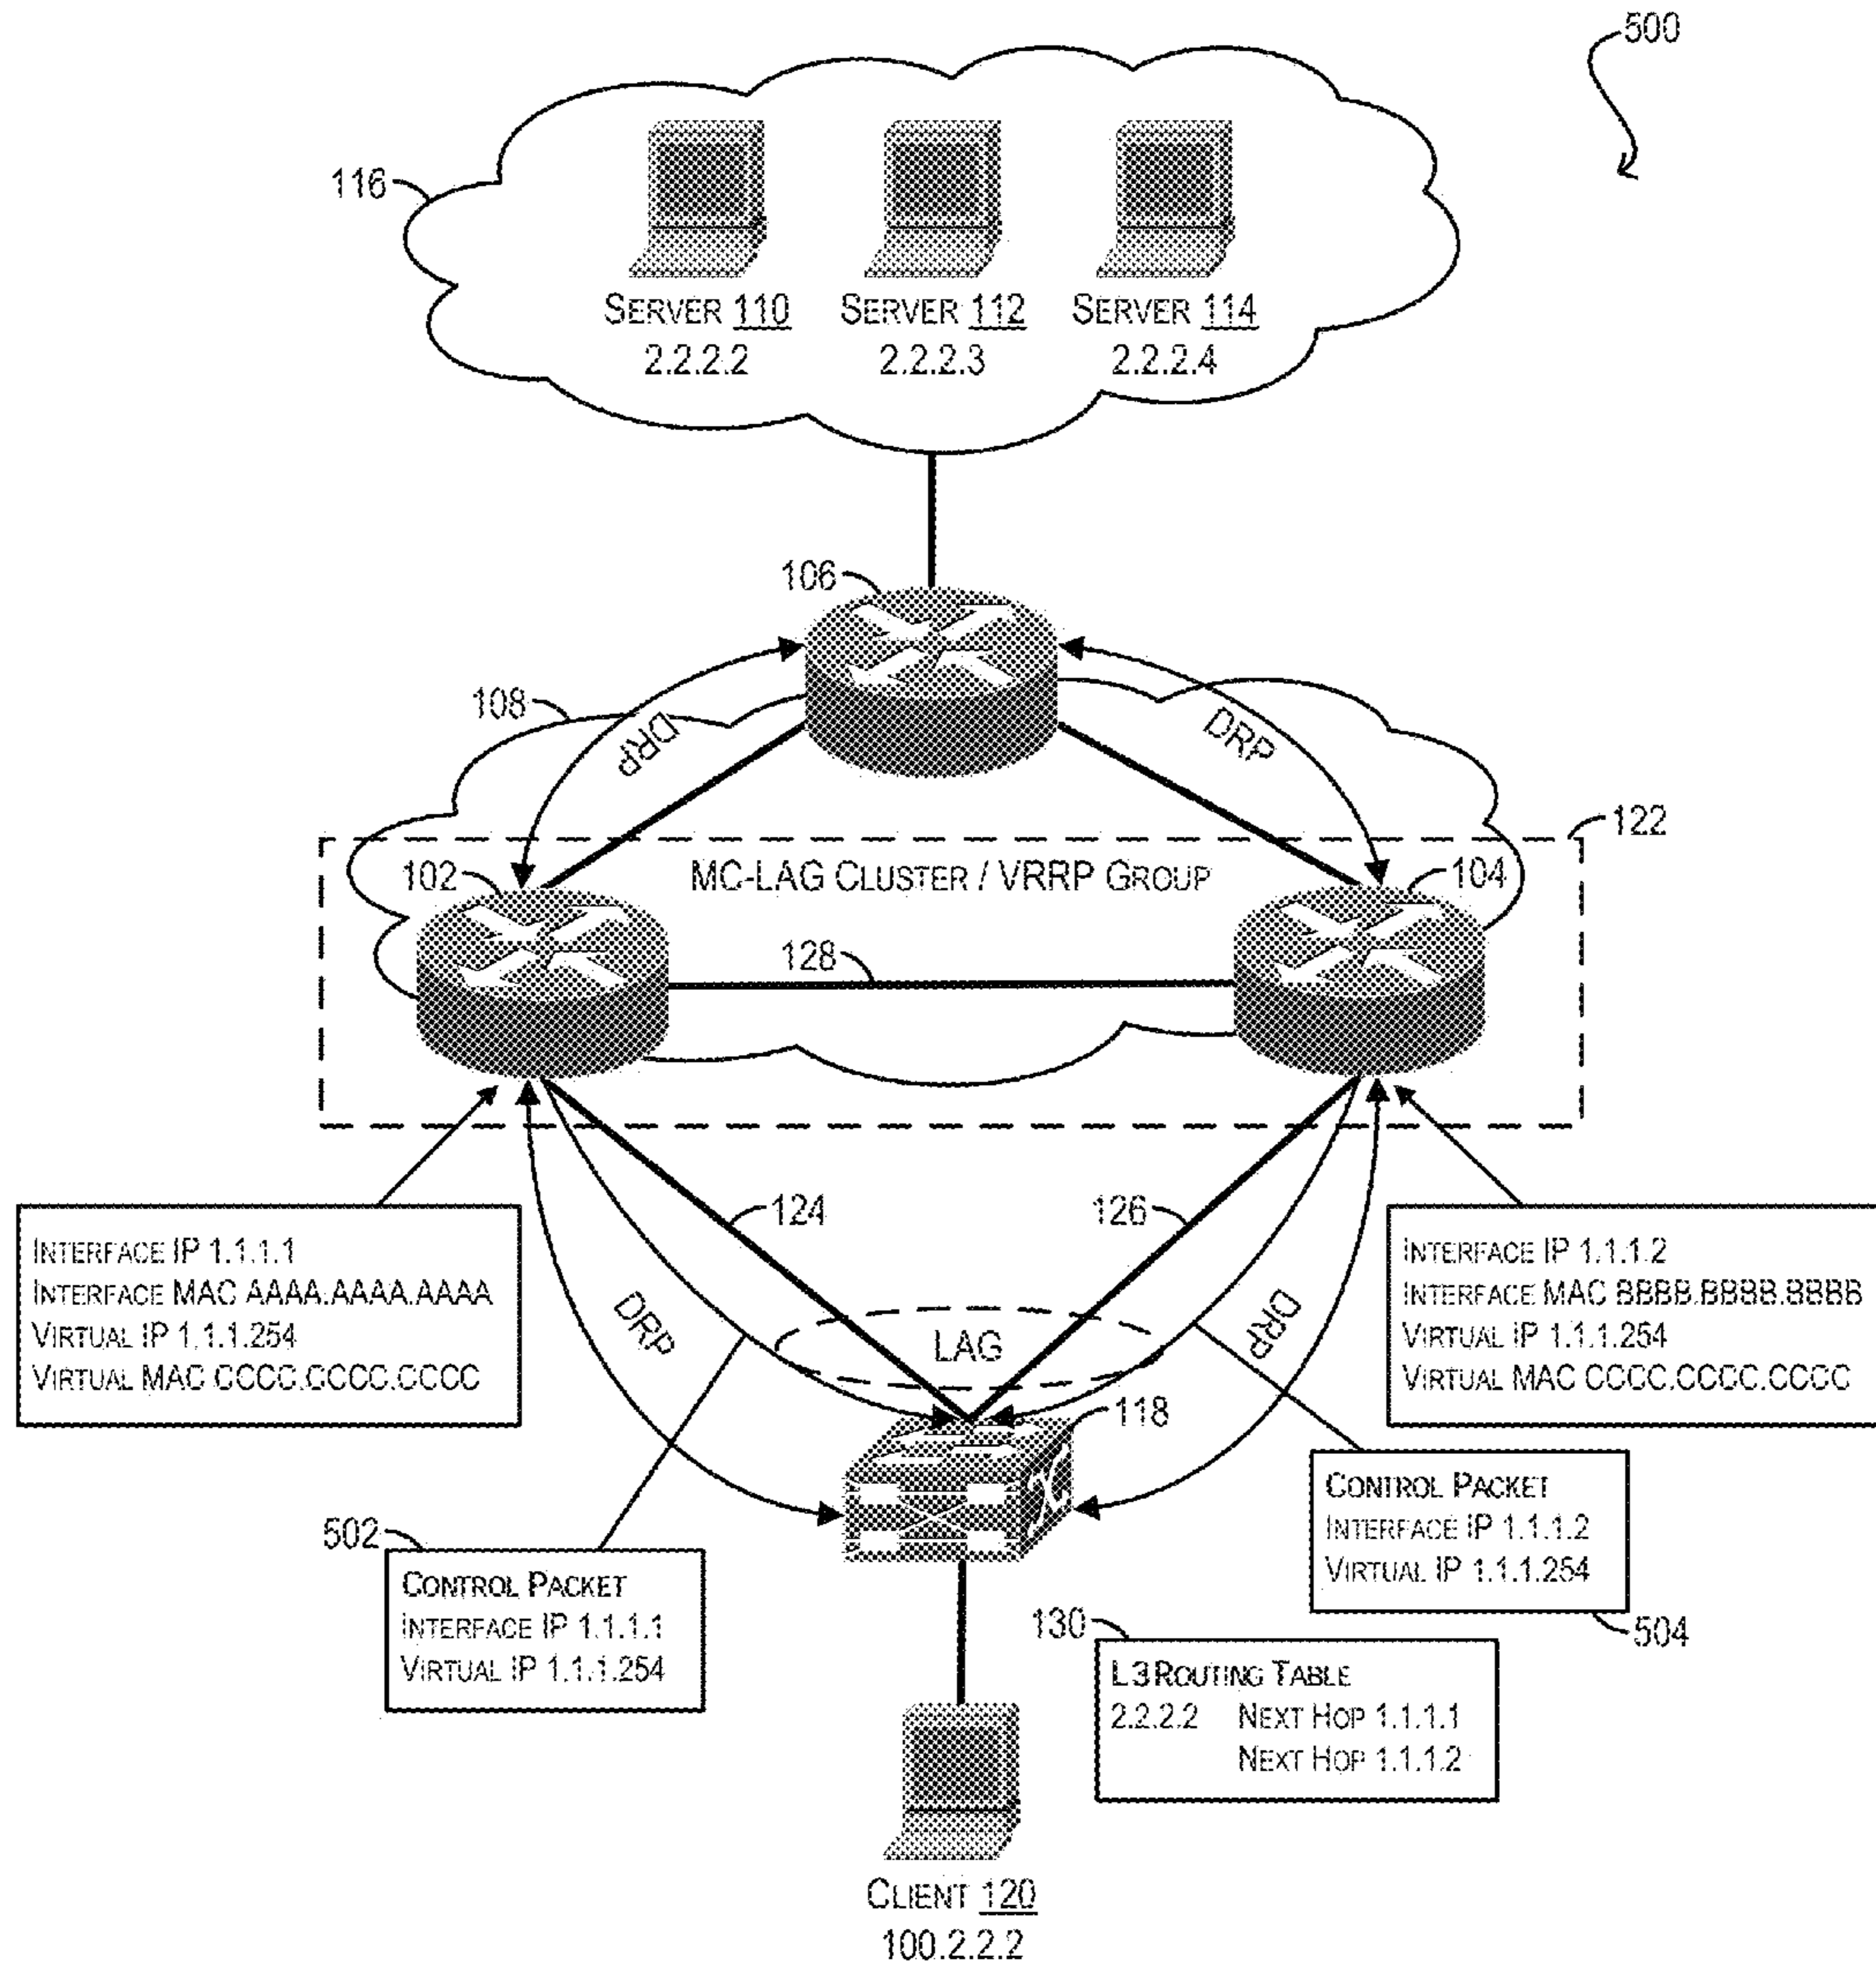 500
116
SERVER 110
2.2.2.2
SERVER 112
2.2.2.3
SERVER 114
2.2.2.4
106
108
DRP
DRP
122
102
MC-LAG CLUSTER / VRRP GROUP
104
128
124
126
INTERFACE IP 1.1.1.1
INTERFACE MAC AAAA.AAAA.AAAA
VIRTUAL IP 1.1.1.254
VIRTUAL MAC CCCC.CCCC.CCCC
INTERFACE IP 1.1.1.2
INTERFACE MAC BBBB.BBBB.BBBB
VIRTUAL IP 1.1.1.254
VIRTUAL MAC CCCC.CCCC.CCCC
DRP
LAG
DRP
118
502
CONTROL PACKET
INTERFACE IP 1.1.1.1
VIRTUAL IP 1.1.1.254
CONTROL PACKET
INTERFACE IP 1.1.1.2
VIRTUAL IP 1.1.1.254
504
130
L3 ROUTING TABLE
2.2.2.2 NEXT HOP 1.1.1.1
NEXT HOP 1.1.1.2
CLIENT 120
100.2.2.2